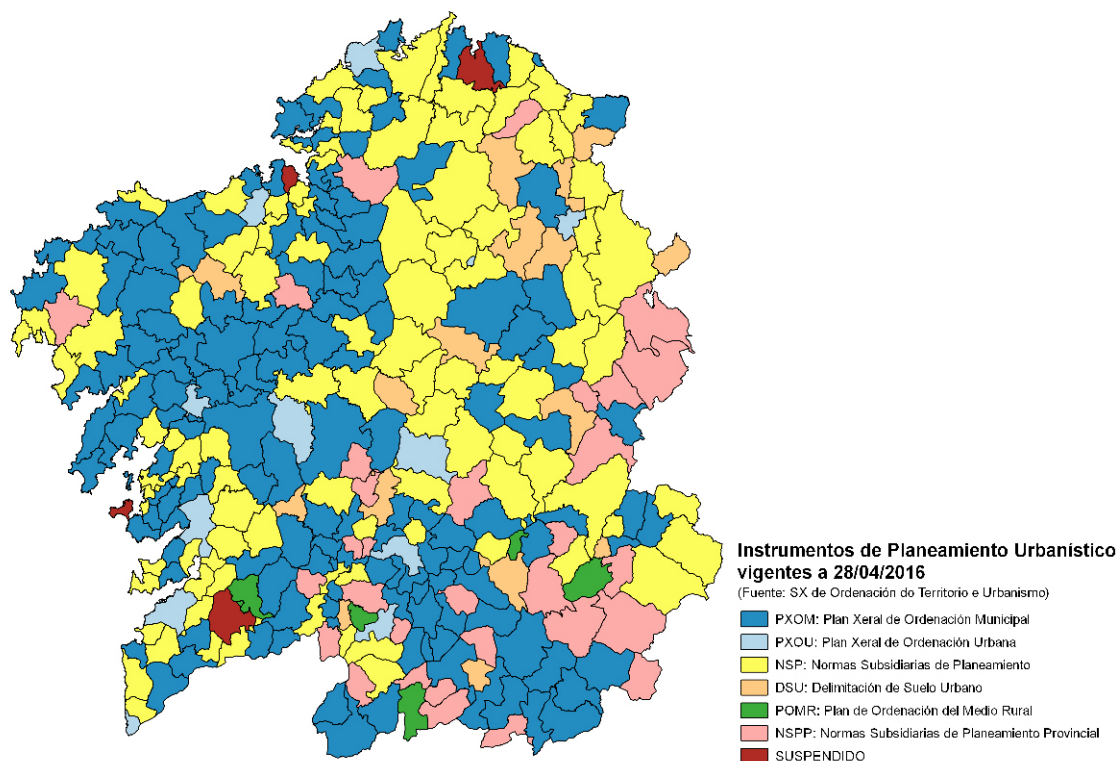 Instrumentos de Planeamiento Urbanístico
vigentes a 28/04/2016
(Fuente: SX de Ordenación do Territorio e Urbanismo)
PXOM: Plan Xeral de Ordenación Municipal
PXOU: Plan Xeral de Ordenación Urbana
NSP: Normas Subsidiarias de Planeamiento
DSU: Delimitación de Suelo Urbano
POMR: Plan de Ordenación del Medio Rural
NSPP: Normas Subsidiarias de Planeamiento Provincial
SUSPENDIDO